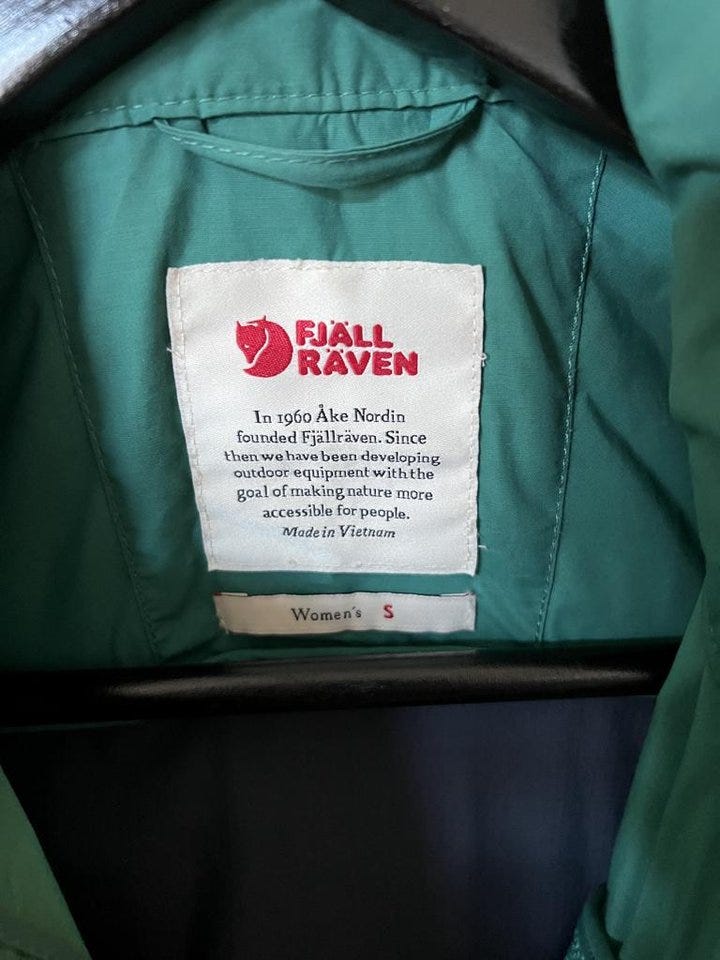 FJÄLL
RÄVEN
In 1960 Åke Nordin
founded Fjällräven. Since
then we have been developing
outdoor equipment with the
goal of making nature more
accessible for people.
Made in Vietnam
Women's S